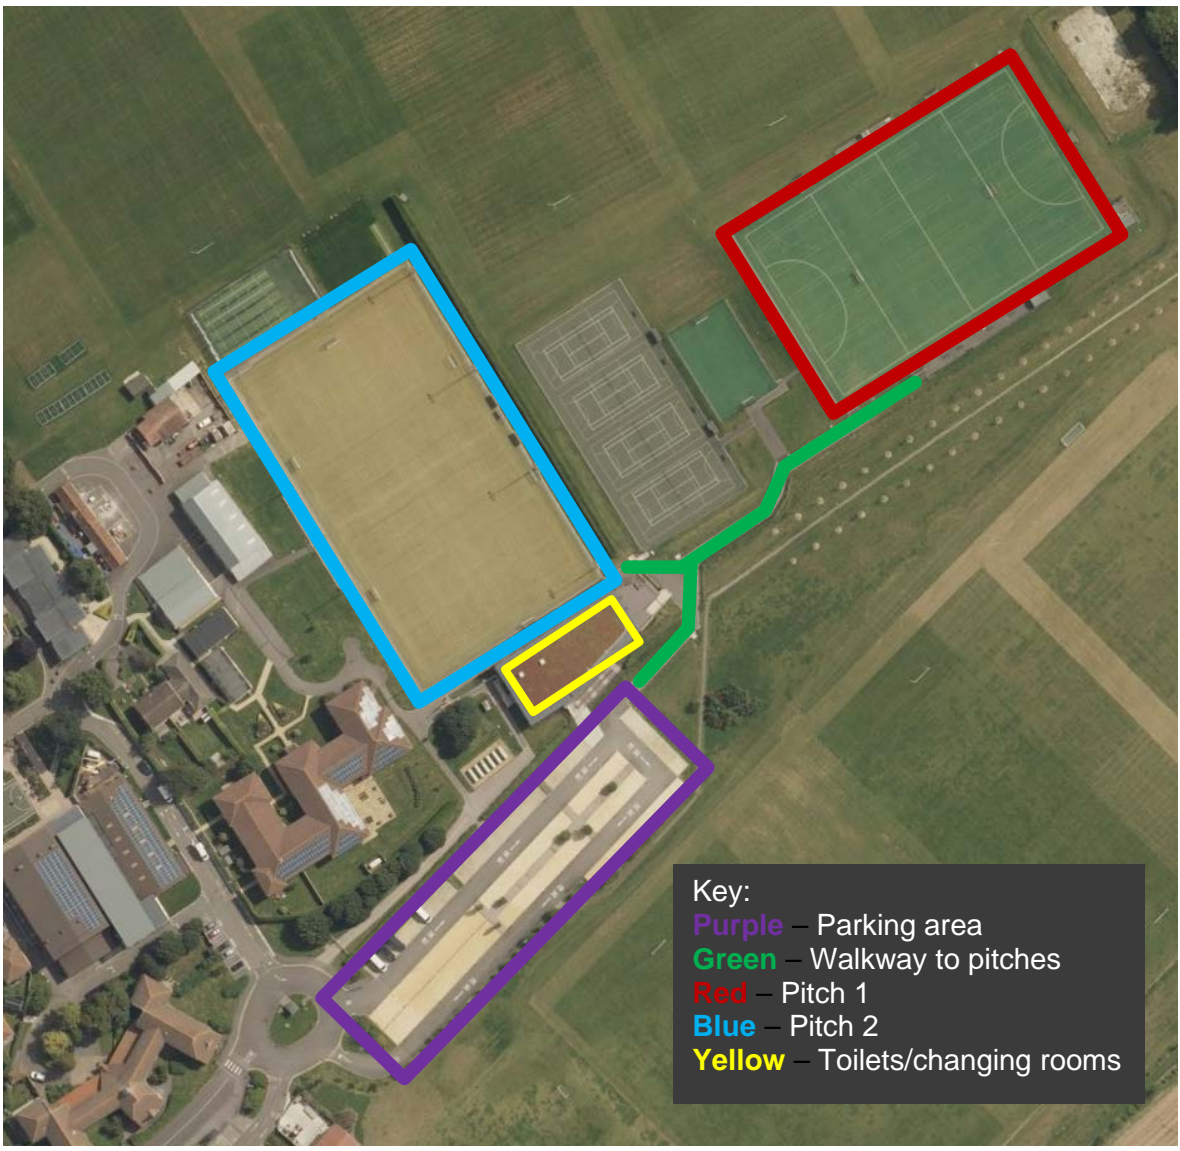 Key:
Purple – Parking area
Green – Walkway to pitches
Red – Pitch 1
Blue – Pitch 2
Yellow – Toilets/changing rooms